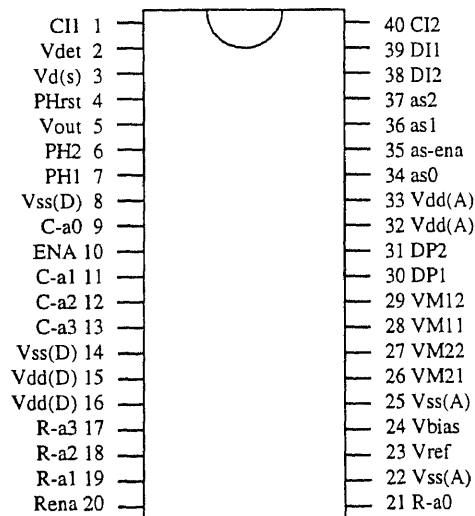 CI1 1
Vdet 2
Vd(s) 3
PHrst 4
Vout 5
PH2 6
PH1 7
Vss(D) 8
C-a0 9
ENA 10
C-a1 11
C-a2 12
C-a3 13
Vss(D) 14
Vdd(D) 15
Vdd(D) 16
R-a3 17
R-a2 18
R-a1 19
Rena 20
40 CI2
39 DI1
38 DI2
37 as2
36 as1
35 as-ena
34 as0
33 Vdd(A)
32 Vdd(A)
31 DP2
30 DP1
29 VM12
28 VM11
27 VM22
26 VM21
25 Vss(A)
24 Vbias
23 Vref
22 Vss(A)
21 R-a0